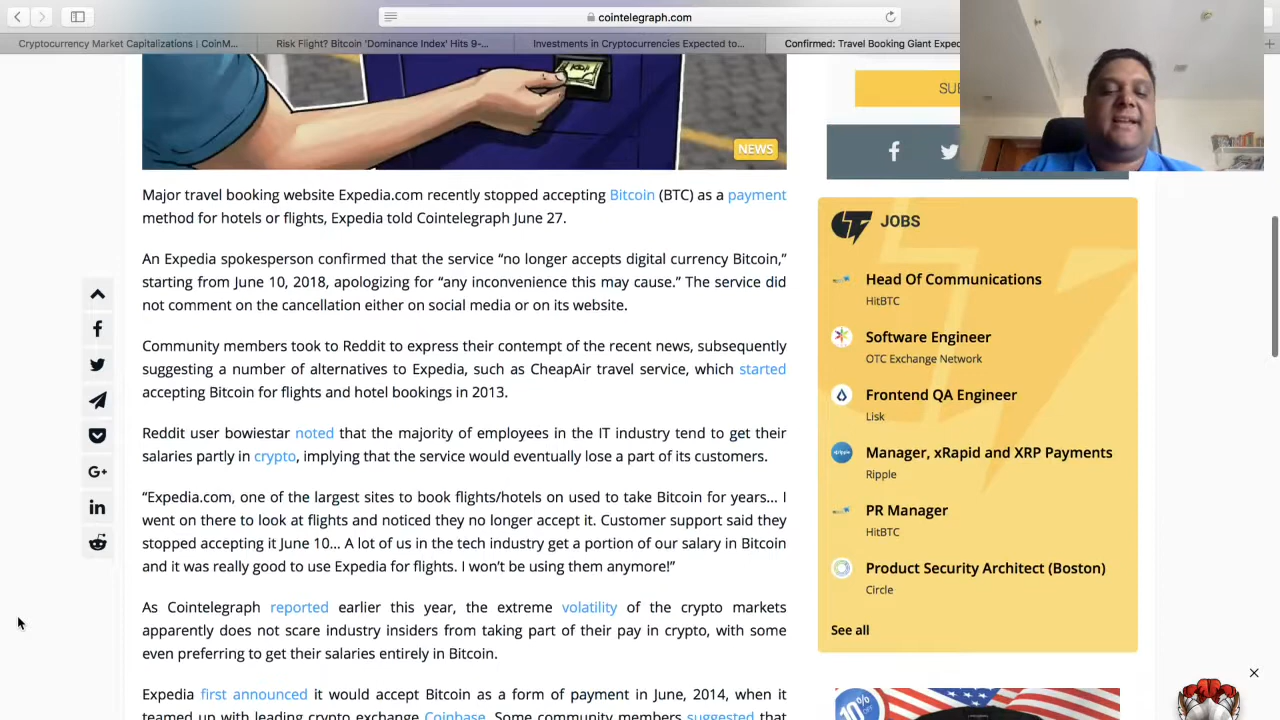 cointelegraph.com
Cryptocurrency Market Capitalizations | CoinM...
Risk Flight? Bitcoin 'Dominance Index' Hits 9-...
Investments in Cryptocurrencies Expected to...
Confirmed: Travel Booking Giant Exped
NEWS
Major travel booking website Expedia.com recently stopped accepting Bitcoin (BTC) as a payment
method for hotels or flights, Expedia told Cointelegraph June 27.
An Expedia spokesperson confirmed that the service “no longer accepts digital currency Bitcoin,”
starting from June 10, 2018, apologizing for “any inconvenience this may cause.” The service did
not comment on the cancellation either on social media or on its website.
Community members took to Reddit to express their contempt of the recent news, subsequently
suggesting a number of alternatives to Expedia, such as CheapAir travel service, which started
accepting Bitcoin for flights and hotel bookings in 2013.
Reddit user bowiestar noted that the majority of employees in the IT industry tend to get their
salaries partly in crypto, implying that the service would eventually lose a part of its customers.
“Expedia.com, one of the largest sites to book flights/hotels on used to take Bitcoin for years... I
went on there to look at flights and noticed they no longer accept it. Customer support said they
stopped accepting it June 10... A lot of us in the tech industry get a portion of our salary in Bitcoin
and it was really good to use Expedia for flights. I won’t be using them anymore!”
As Cointelegraph reported earlier this year, the extreme volatility of the crypto markets
apparently does not scare industry insiders from taking part of their pay in crypto, with some
even preferring to get their salaries entirely in Bitcoin.
Expedia first announced it would accept Bitcoin as a form of payment in June, 2014, when it
teamed up with leading crypto exchange Coinbase. Some community members suggested that
SU
JOBS
Head Of Communications
HitBTC
Software Engineer
OTC Exchange Network
Frontend QA Engineer
Lisk
Manager, xRapid and XRP Payments
Ripple
PR Manager
HitBTC
Product Security Architect (Boston)
Circle
See all
10%
OFF